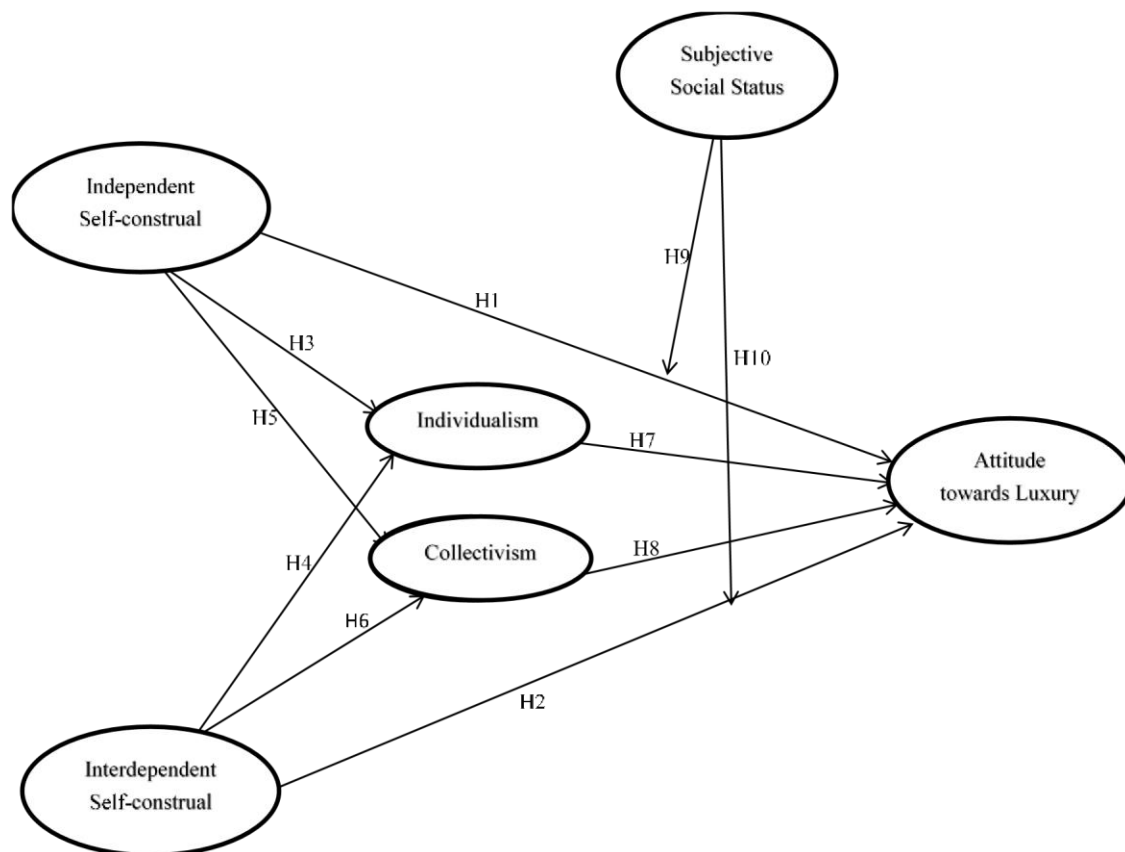 Subjective
Social Status
Independent
Self-construal
H9
H1
H3
H10
H5
Individualism
H7
Attitude
towards Luxury
H4
Collectivism
H8
H6
H2
Interdependent
Self-construal